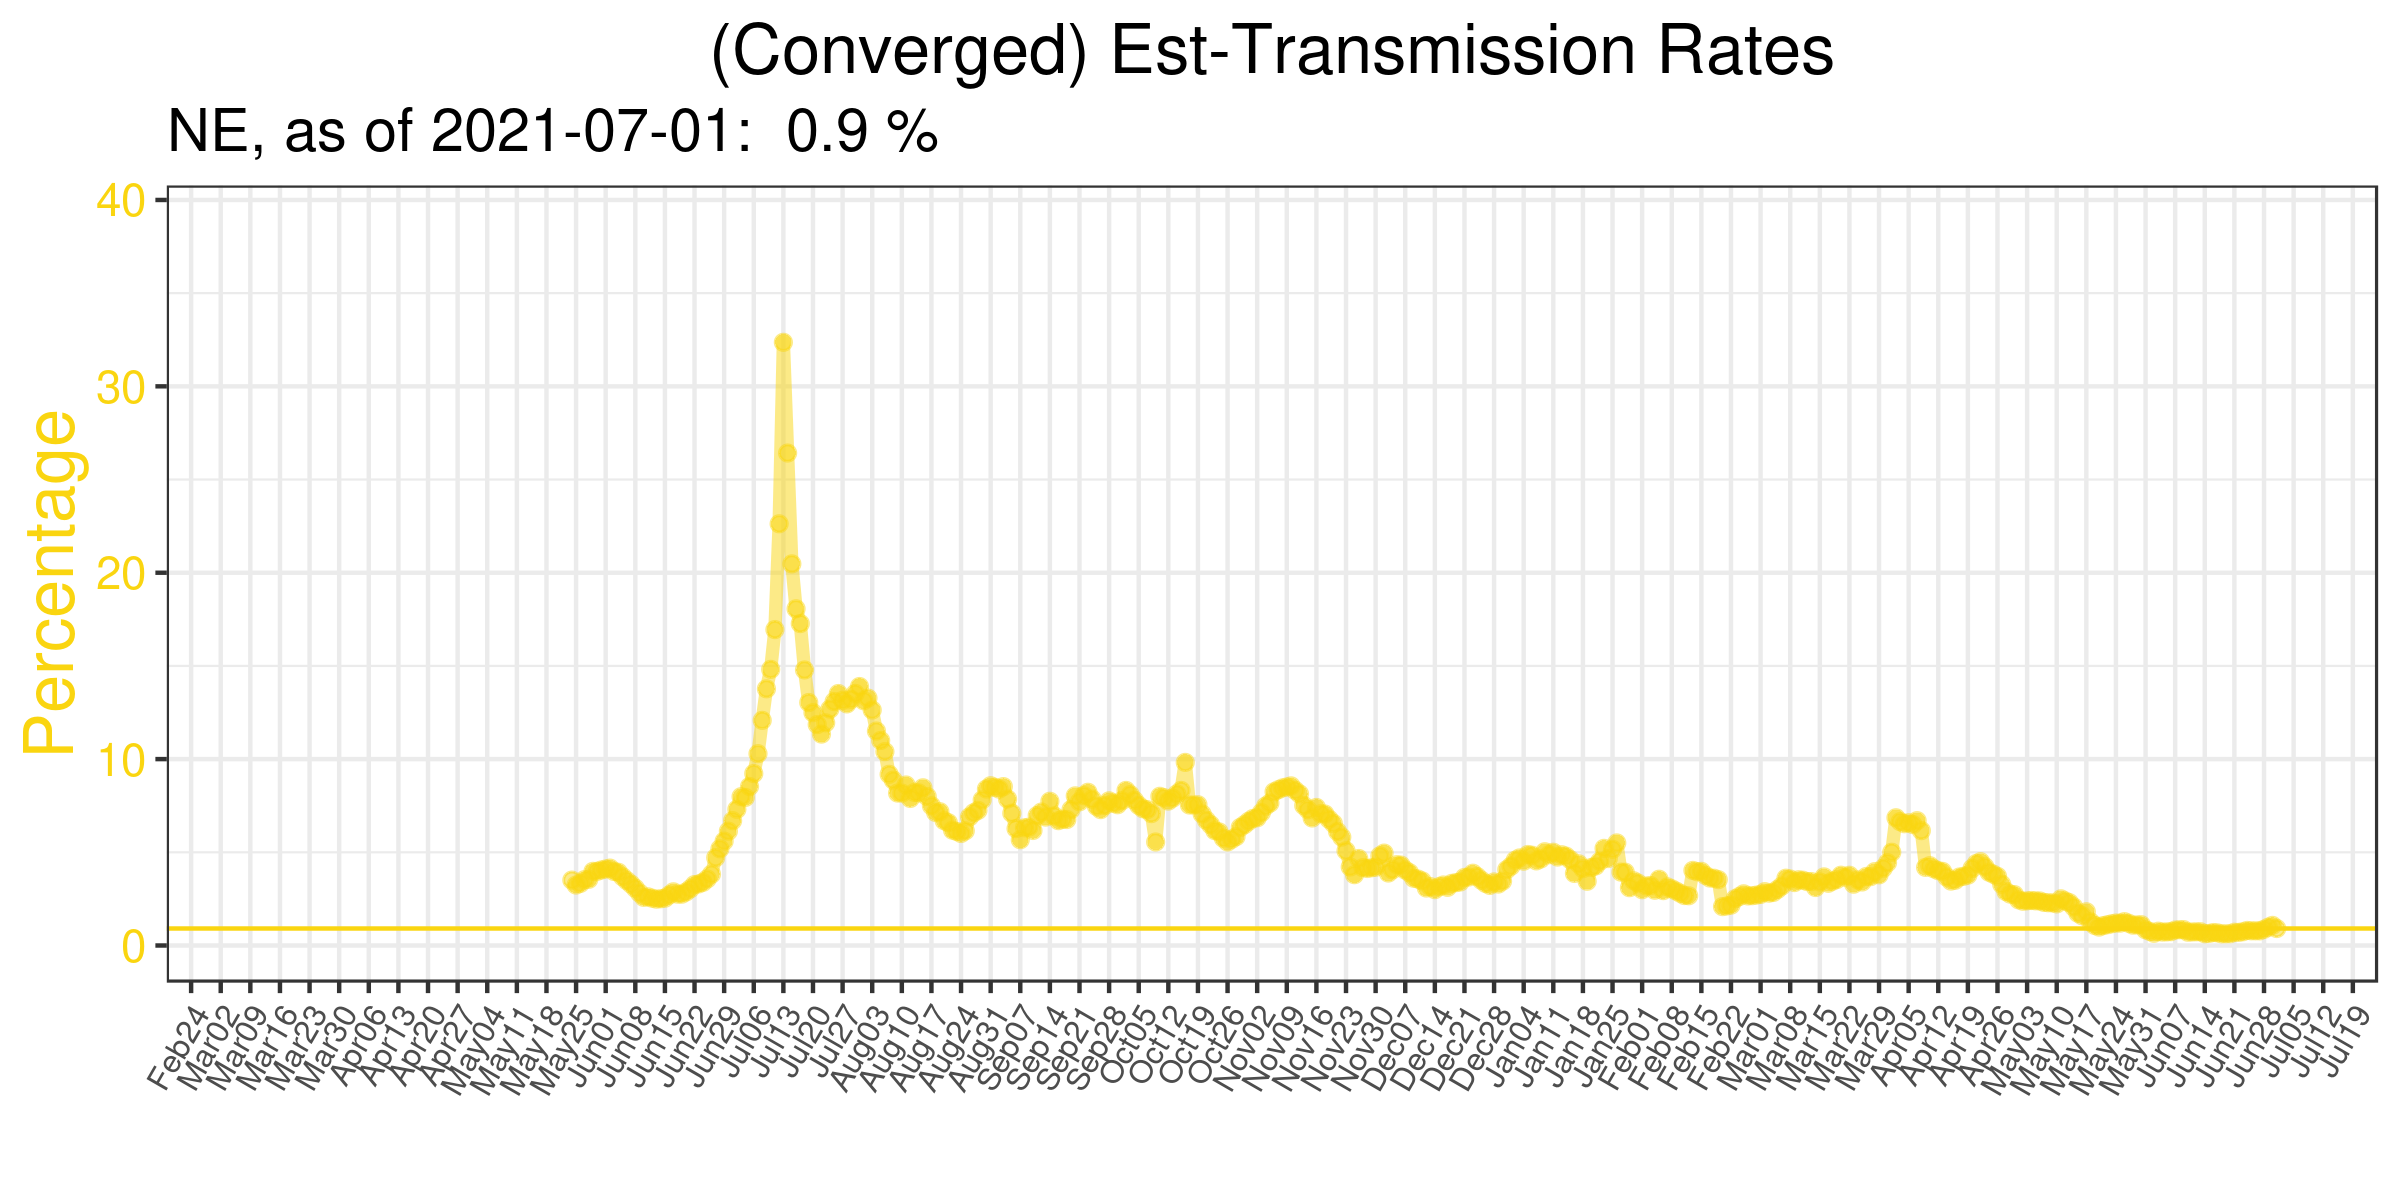 (Converged) Est-Transmission Rates
NE, as of 2021-07-01:  0.9 %
Percentage
40
30
20
10
0
Feb24
Mar02
Mar09
Mar16
Mar23
Mar30
Apr06
Apr13
Apr20
Apr27
May04
May11
May18
May25
Jun01
Jun08
Jun15
Jun22
Jun29
Jul06
Jul13
Jul20
Jul27
Aug03
Aug10
Aug17
Aug24
Aug31
Sep07
Sep14
Sep21
Sep28
Oct05
Oct12
Oct19
Oct26
Nov02
Nov09
Nov16
Nov23
Nov30
Dec07
Dec14
Dec21
Dec28
Jan04
Jan11
Jan18
Jan25
Feb01
Feb08
Feb15
Feb22
Mar01
Mar08
Mar15
Mar22
Mar29
Apr05
Apr12
Apr19
Apr26
May03
May10
May17
May24
May31
Jun07
Jun14
Jun21
Jun28
Jul05
Jul12
Jul19